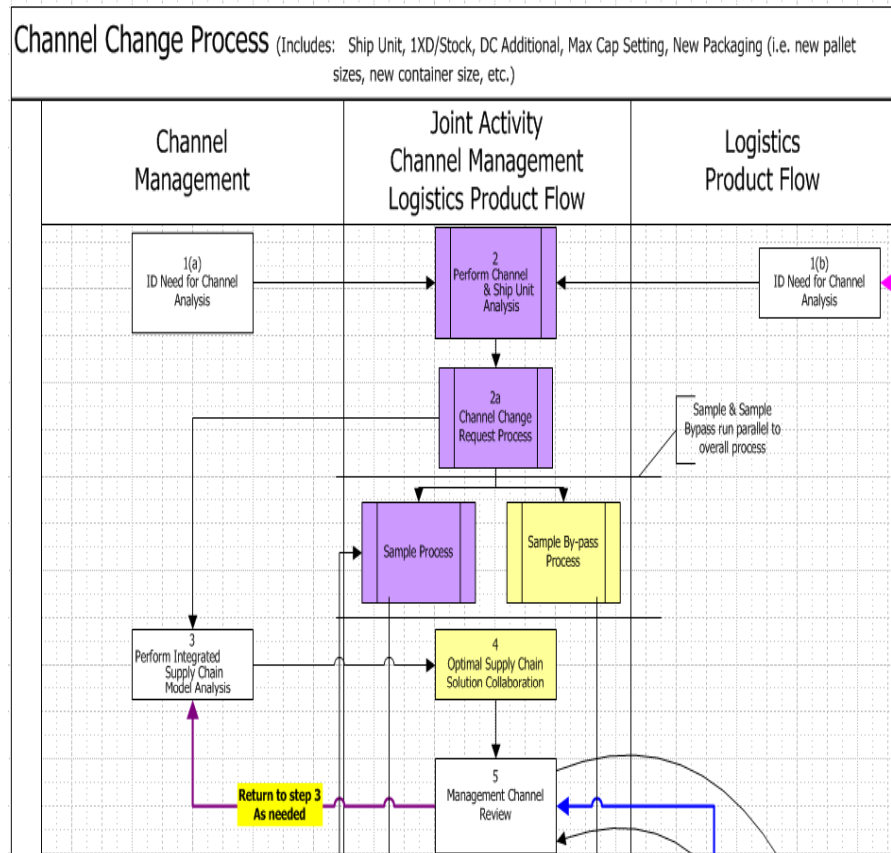 Channel Change Process (Includes: Ship Unit, 1XD/Stock, DC Additional, Max Cap Setting, New Packaging (i.e. new pallet
sizes, new container size, etc.)
Channel
Management
Joint Activity
Channel Management
Logistics Product Flow
Logistics
Product Flow
1(a)
ID Need for Channel
Analysis
2
Perform Channel
& Ship Unit
Analysis
1(b)
ID Need for Channel
Analysis
2a
Channel Change
Request Process
Sample & Sample
Bypass run parallel to
overall process
Sample Process
Sample By-pass
Process
3
Perform Integrated
Supply Chain
Model Analysis
4
Optimal Supply Chain
Solution Collaboration
5
Management Channel
Review
Return to step 3
As needed